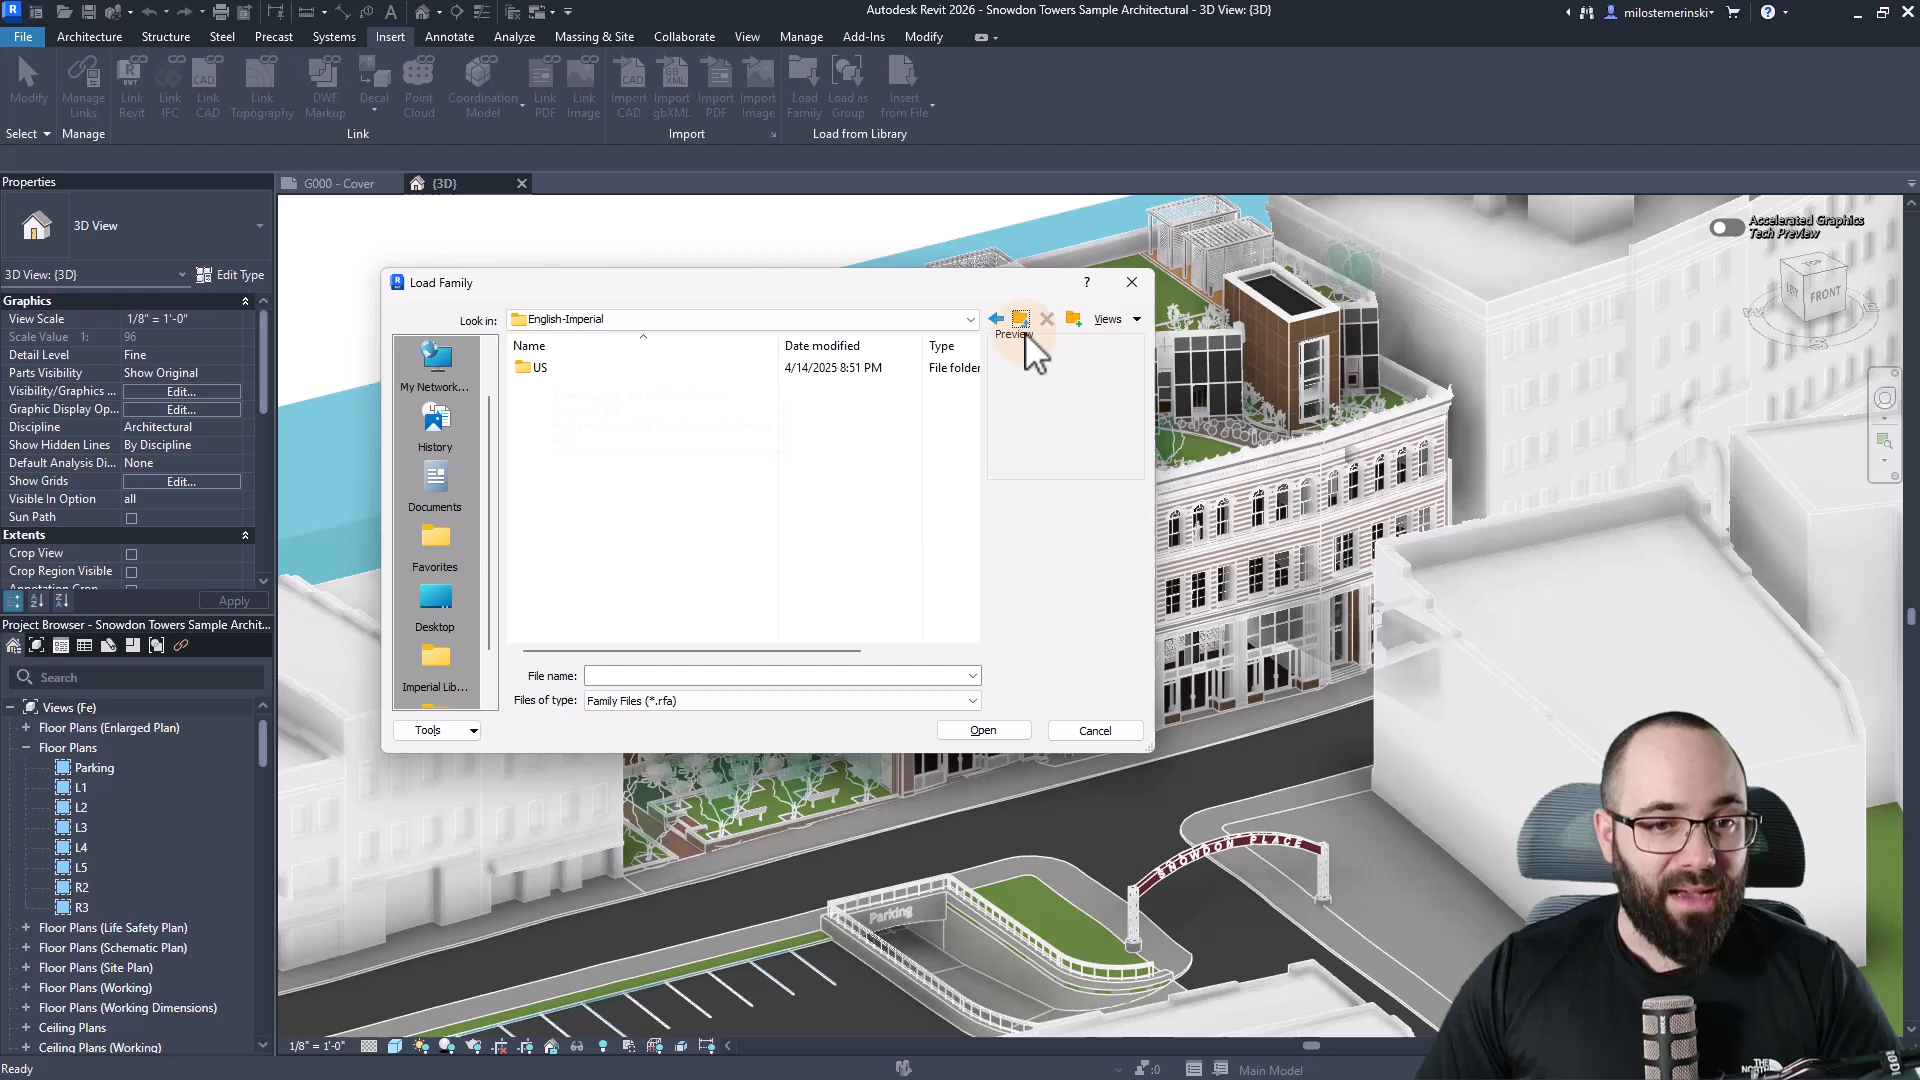 Autodesk Revit 2026 - Snowdon Towers Sample Architectural - 3D View: {3D}
milostemerinski
File Architecture Structure Steel Precast Systems Insert Annotate Analyze Massing & Site Collaborate View Manage Add-Ins Modify
Modify
Manage Links
Link Revit
Link IFC
Link CAD
Link Topography
DWF Markup
Decal
Point Cloud
Coordination Model
Link PDF
Link Image
Import CAD
Import gbXML
Import PDF
Import Image
Load Family
Load as Group
Insert from File
Select Manage Link Import Load from Library
Properties
G000 - Cover
{3D}
3D View
3D View: {3D}
Edit Type
Graphics
View Scale 1/8" = 1'-0"
Scale Value 1: 96
Detail Level Fine
Parts Visibility Show Original
Visibility/Graphics ... Edit...
Graphic Display Op... Edit...
Discipline Architectural
Show Hidden Lines By Discipline
Default Analysis Di... None
Show Grids Edit...
Visible In Option all
Sun Path
Extents
Crop View
Crop Region Visible
Apply
Project Browser - Snowdon Towers Sample Archit...
Search
Views (Fe)
Floor Plans (Enlarged Plan)
Floor Plans
Parking
L1
L2
L3
L4
L5
R2
R3
Floor Plans (Life Safety Plan)
Floor Plans (Schematic Plan)
Floor Plans (Site Plan)
Floor Plans (Working)
Floor Plans (Working Dimensions)
Ceiling Plans
Ceiling Plans (Working)
Load Family
Look in: English-Imperial
Views
Preview
Name Date modified Type
US 4/14/2025 8:51 PM File folder
My Network...
History
Documents
Favorites
Desktop
Imperial Lib...
File name:
Files of type: Family Files (*.rfa)
Tools Open Cancel
Accelerated Graphics
Tech Preview
TOP
LEFT
FRONT
SNOWDON PLACE
Parking
1/8" = 1'-0"
Ready
:0
Main Model
THE
NORTH